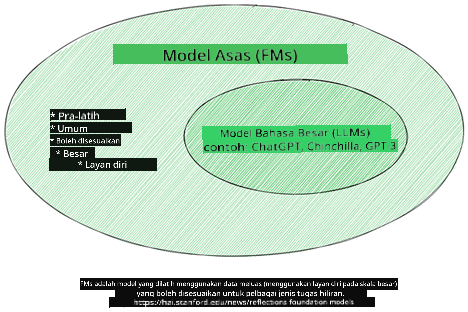 Model Asas (FMs)
* Pra-latih
* Umum
* Boleh disesuaikan
* Besar
* Layan diri
Model Bahasa Besar (LLMs)
contoh: ChatGPT, Chinchilla, GPT 3
FMs adalah model yang dilatih menggunakan data meluas (menggunakan layan diri pada skala besar)
yang boleh disesuaikan untuk pelbagai jenis tugas hiliran.
https://hai.stanford.edu/news/reflections foundation models